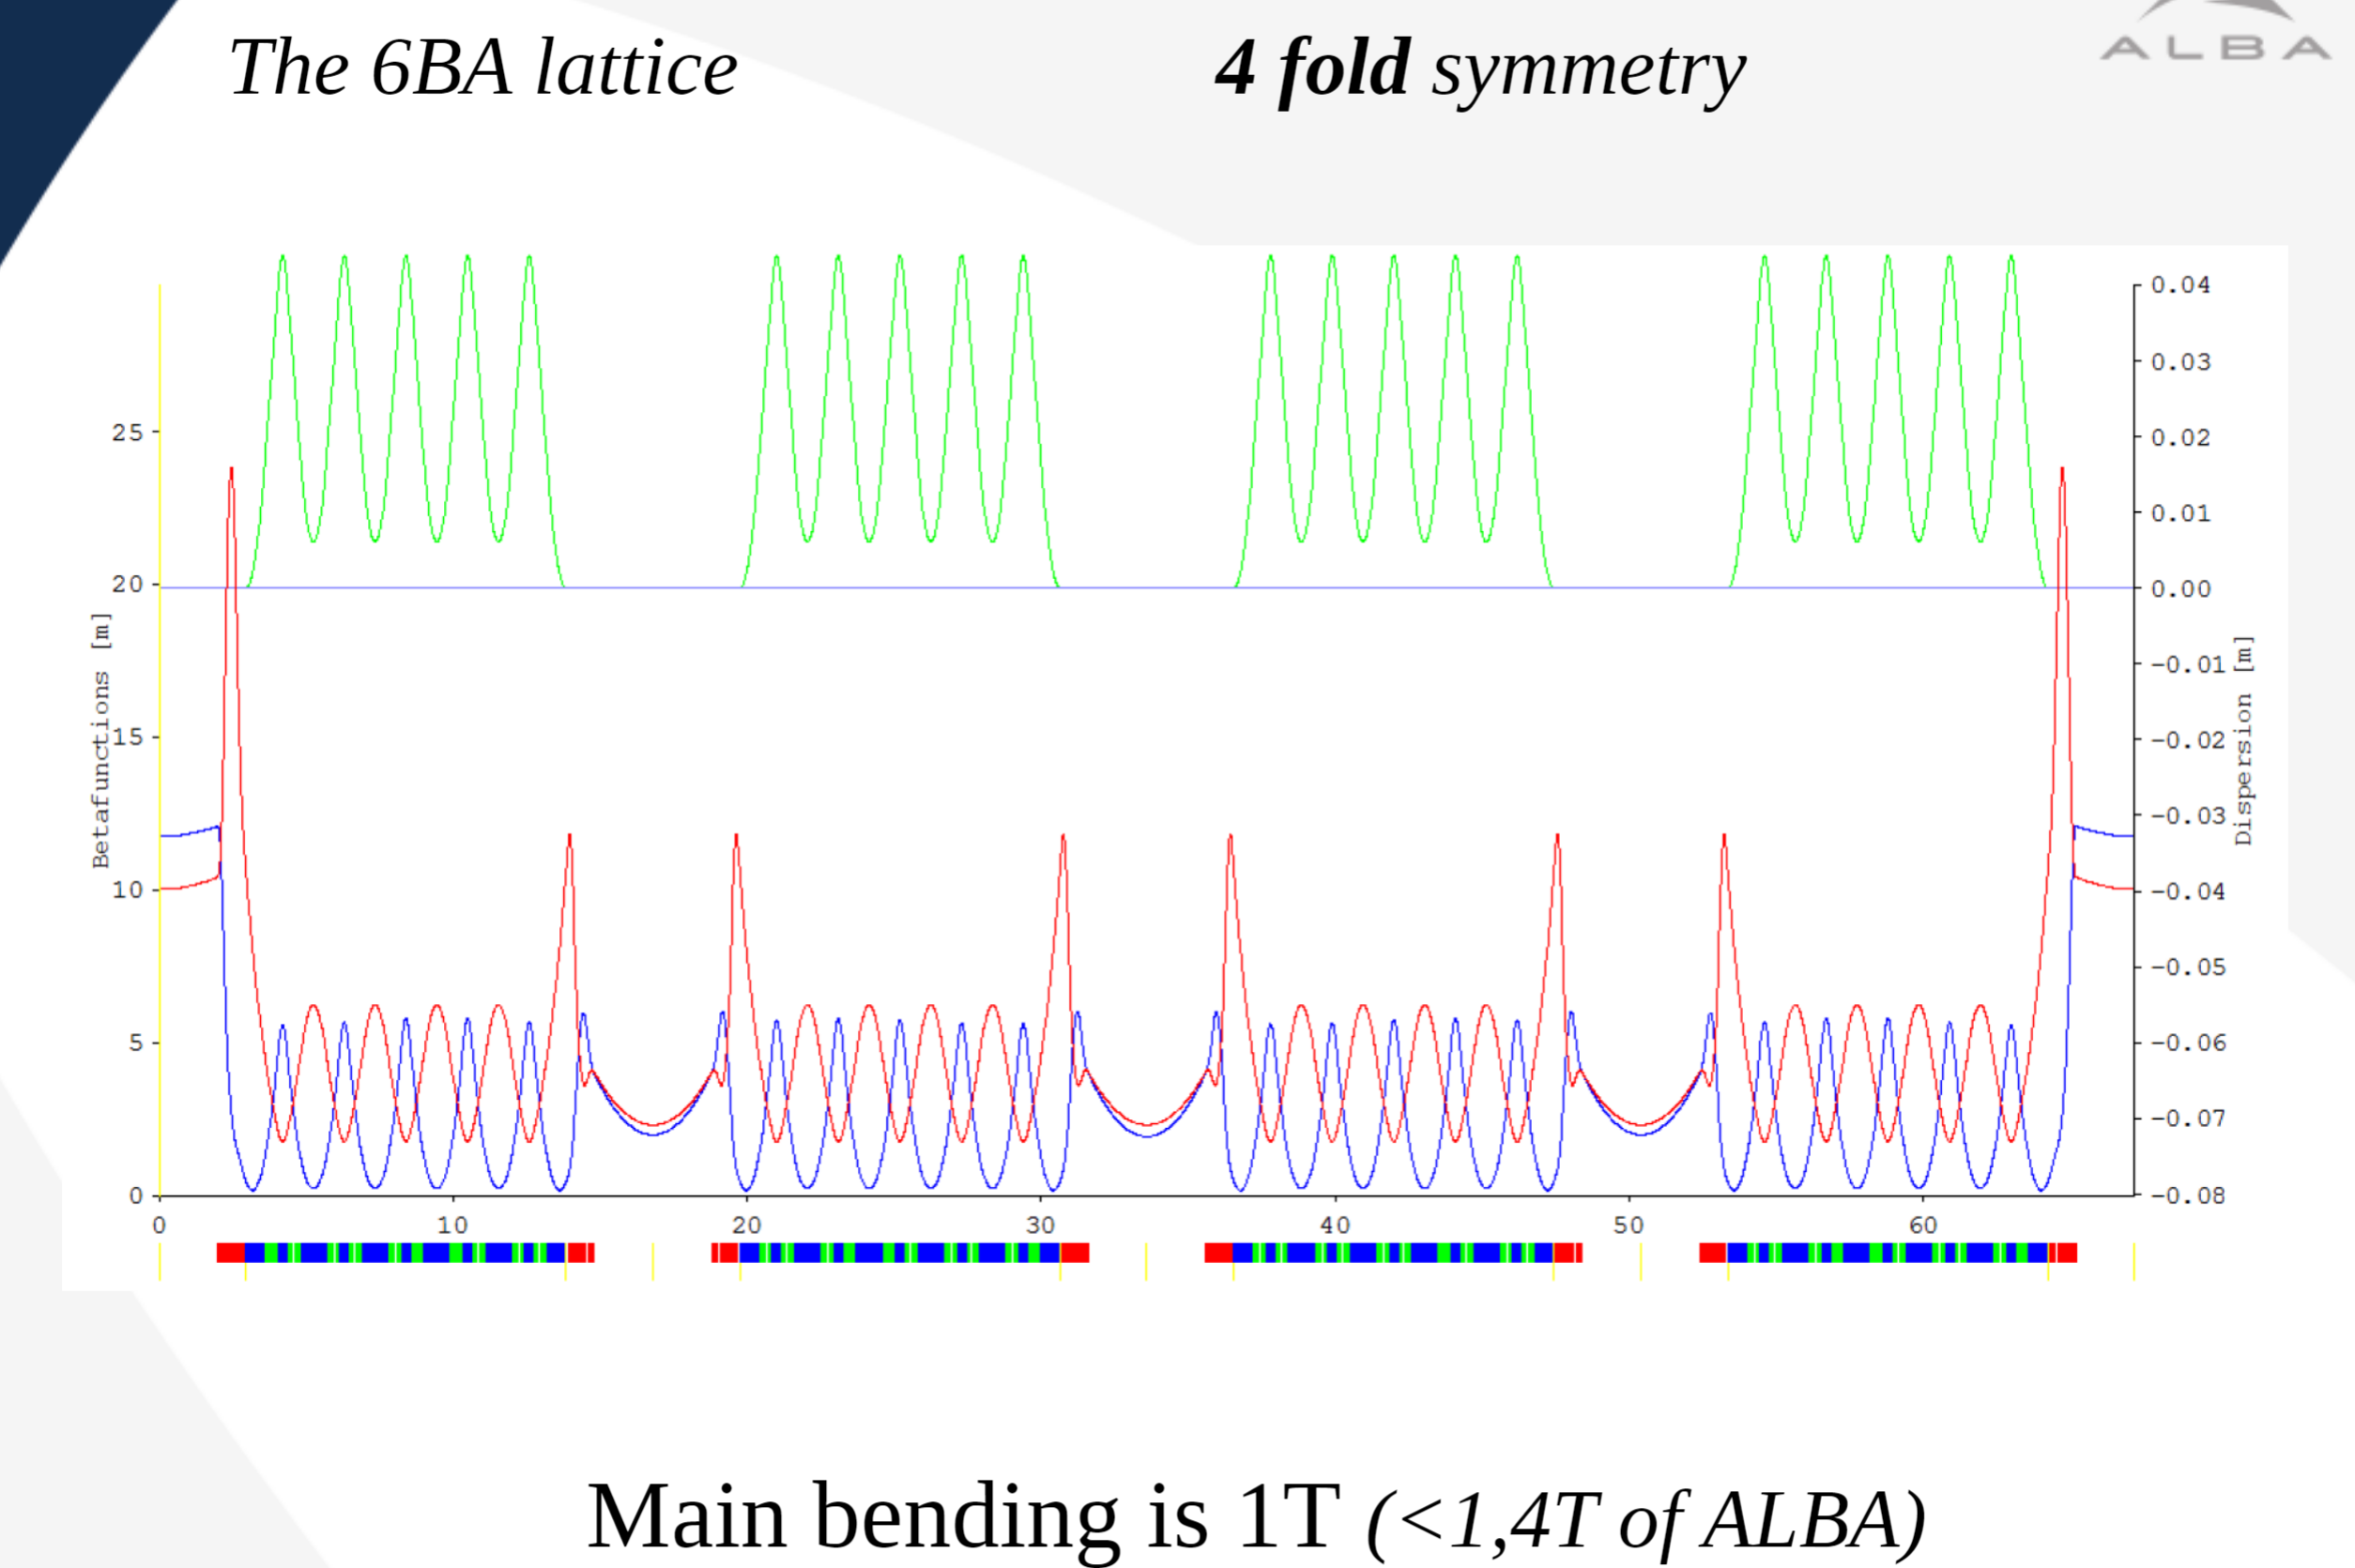 The 6BA lattice
4 fold symmetry
ALBA
Betafunctions [m]
25
20
15
10
5
0
0.04
0.03
0.02
0.01
0.00
-0.01
-0.02
-0.03
-0.04
-0.05
-0.06
-0.07
-0.08
Dispersion [m]
0 10 20 30 40 50 60
Main bending is 1T (<1,4T of ALBA)